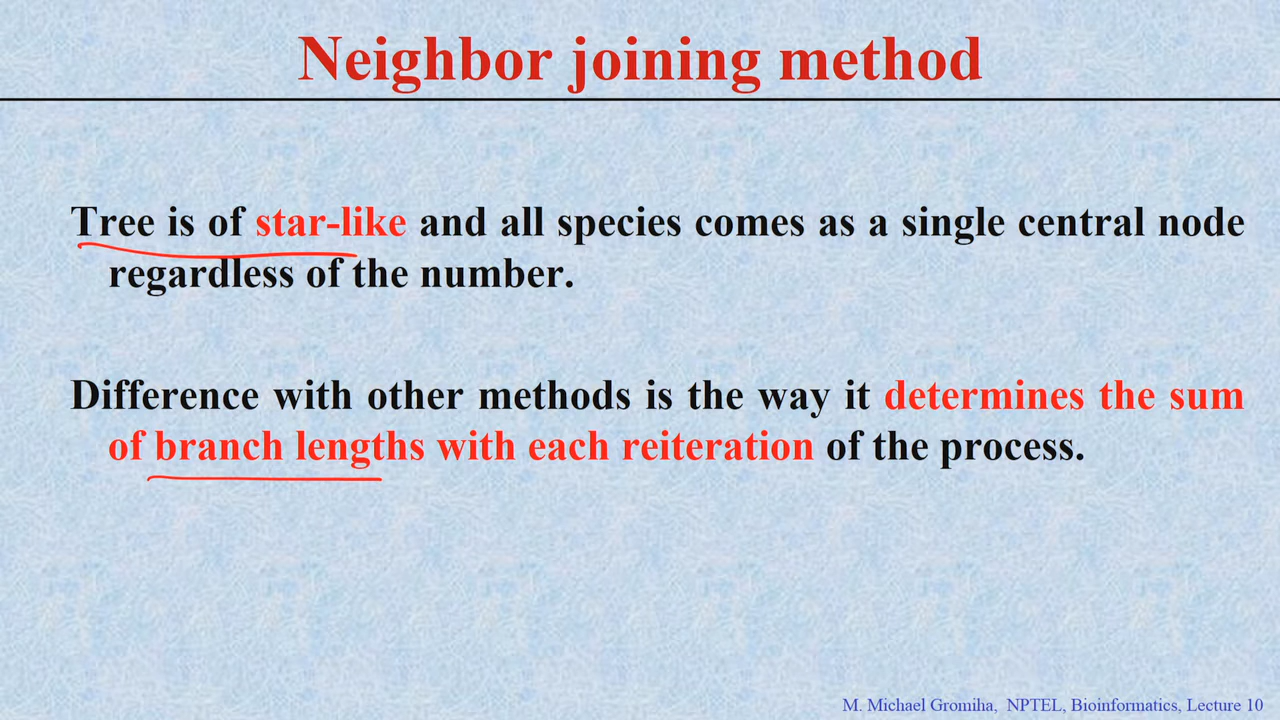 Neighbor joining method
Tree is of star-like and all species comes as a single central node
regardless of the number.
Difference with other methods is the way it determines the sum
of branch lengths with each reiteration of the process.
M. Michael Gromiha, NPTEL, Bioinformatics, Lecture 10